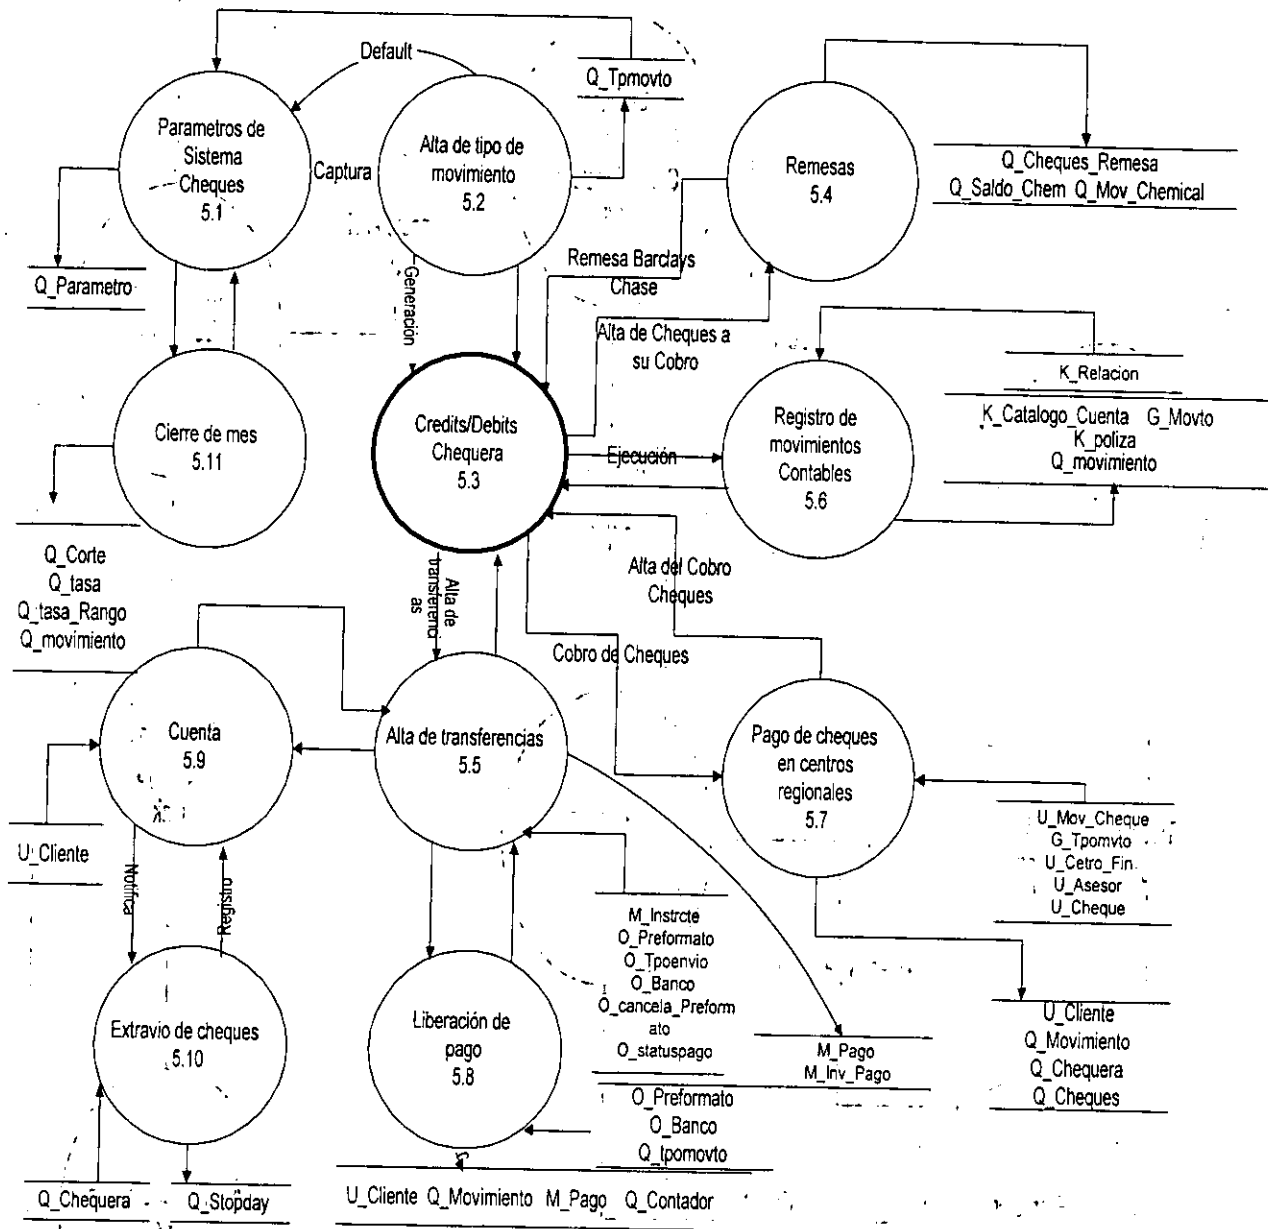 Default
Q_Tpmovto
Parametros de
Sistema
Cheques
5.1
Captura
Alta de tipo de
movimiento
5.2
Remesas
5.4
Q_Cheques_Remesa
Q_Saldo_Chem Q_Mov_Chemical
Q_Parametro
Generación
Remesa Barclays
Chase
Alta de Cheques a
su Cobro
K_Relacion
K_Catalogo_Cuenta G_Movto
K_poliza
Q_movimiento
Cierre de mes
5.11
Credits/Debits
Chequera
5.3
Ejecución
Registro de
movimientos
Contables
5.6
Q_Corte
Q_tasa
Q_tasa_Rango
Q_movimiento
Alta de
transferenci
as
Alta del Cobro
Cheques
Cobro de Cheques
Cuenta
5.9
Alta de transferencias
5.5
Pago de cheques
en centros
regionales
5.7
U_Cliente
Notifica
Registro
U_Mov_Cheque
G_Tpomvto
U_Cetro_Fin
U_Asesor
U_Cheque
M_Instrcte
O_Preformato
O_Tpoenvio
O_Banco
O_cancela_Preform
ato
O_statuspago
Extravio de cheques
5.10
Liberación de
pago
5.8
M_Pago
M_Inv_Pago
U_Cliente
Q_Movimiento
Q_Chequera
Q_Cheques
O_Preformato
O_Banco
Q_tpomovto
Q_Chequera
Q_Stopday
U_Cliente Q_Movimiento M_Pago Q_Contador